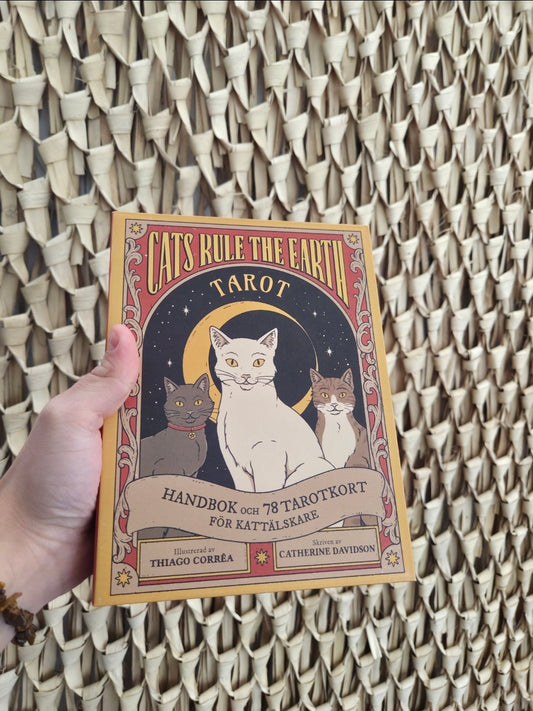 CATS RULE THE EARTH
TAROT
HANDBOK OCH 78 TAROTKORT
FÖR KATTÄLSKARE
Illustrerad av
THIAGO CORRÊA
Skriven av
CATHERINE DAVIDSON